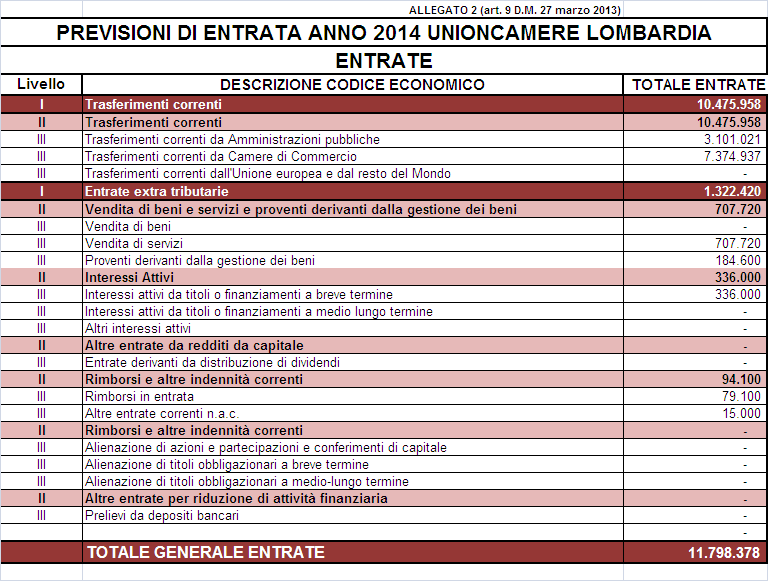 ALLEGATO 2 (art. 9 D.M. 27 marzo 2013)
PREVISIONI DI ENTRATA ANNO 2014 UNIONCAMERE LOMBARDIA
ENTRATE
Livello DESCRIZIONE CODICE ECONOMICO TOTALE ENTRATE
I Trasferimenti correnti 10.475.958
II Trasferimenti correnti 10.475.958
III Trasferimenti correnti da Amministrazioni pubbliche 3.101.021
III Trasferimenti correnti da Camere di Commercio 7.374.937
III Trasferimenti correnti dall'Unione europea e dal resto del Mondo -
I Entrate extra tributarie 1.322.420
II Vendita di beni e servizi e proventi derivanti dalla gestione dei beni 707.720
III Vendita di beni -
III Vendita di servizi 707.720
III Proventi derivanti dalla gestione dei beni 184.600
II Interessi Attivi 336.000
III Interessi attivi da titoli o finanziamenti a breve termine 336.000
III Interessi attivi da titoli o finanziamenti a medio lungo termine -
III Altri interessi attivi -
II Altre entrate da redditi da capitale -
III Entrate derivanti da distribuzione di dividendi -
II Rimborsi e altre indennità correnti 94.100
III Rimborsi in entrata 79.100
III Altre entrate correnti n.a.c. 15.000
II Rimborsi e altre indennità correnti -
III Alienazione di azioni e partecipazioni e conferimenti di capitale -
III Alienazione di titoli obbligazionari a breve termine -
III Alienazione di titoli obbligazionari a medio-lungo termine -
II Altre entrate per riduzione di attività finanziaria -
III Prelievi da depositi bancari -
-
TOTALE GENERALE ENTRATE 11.798.378